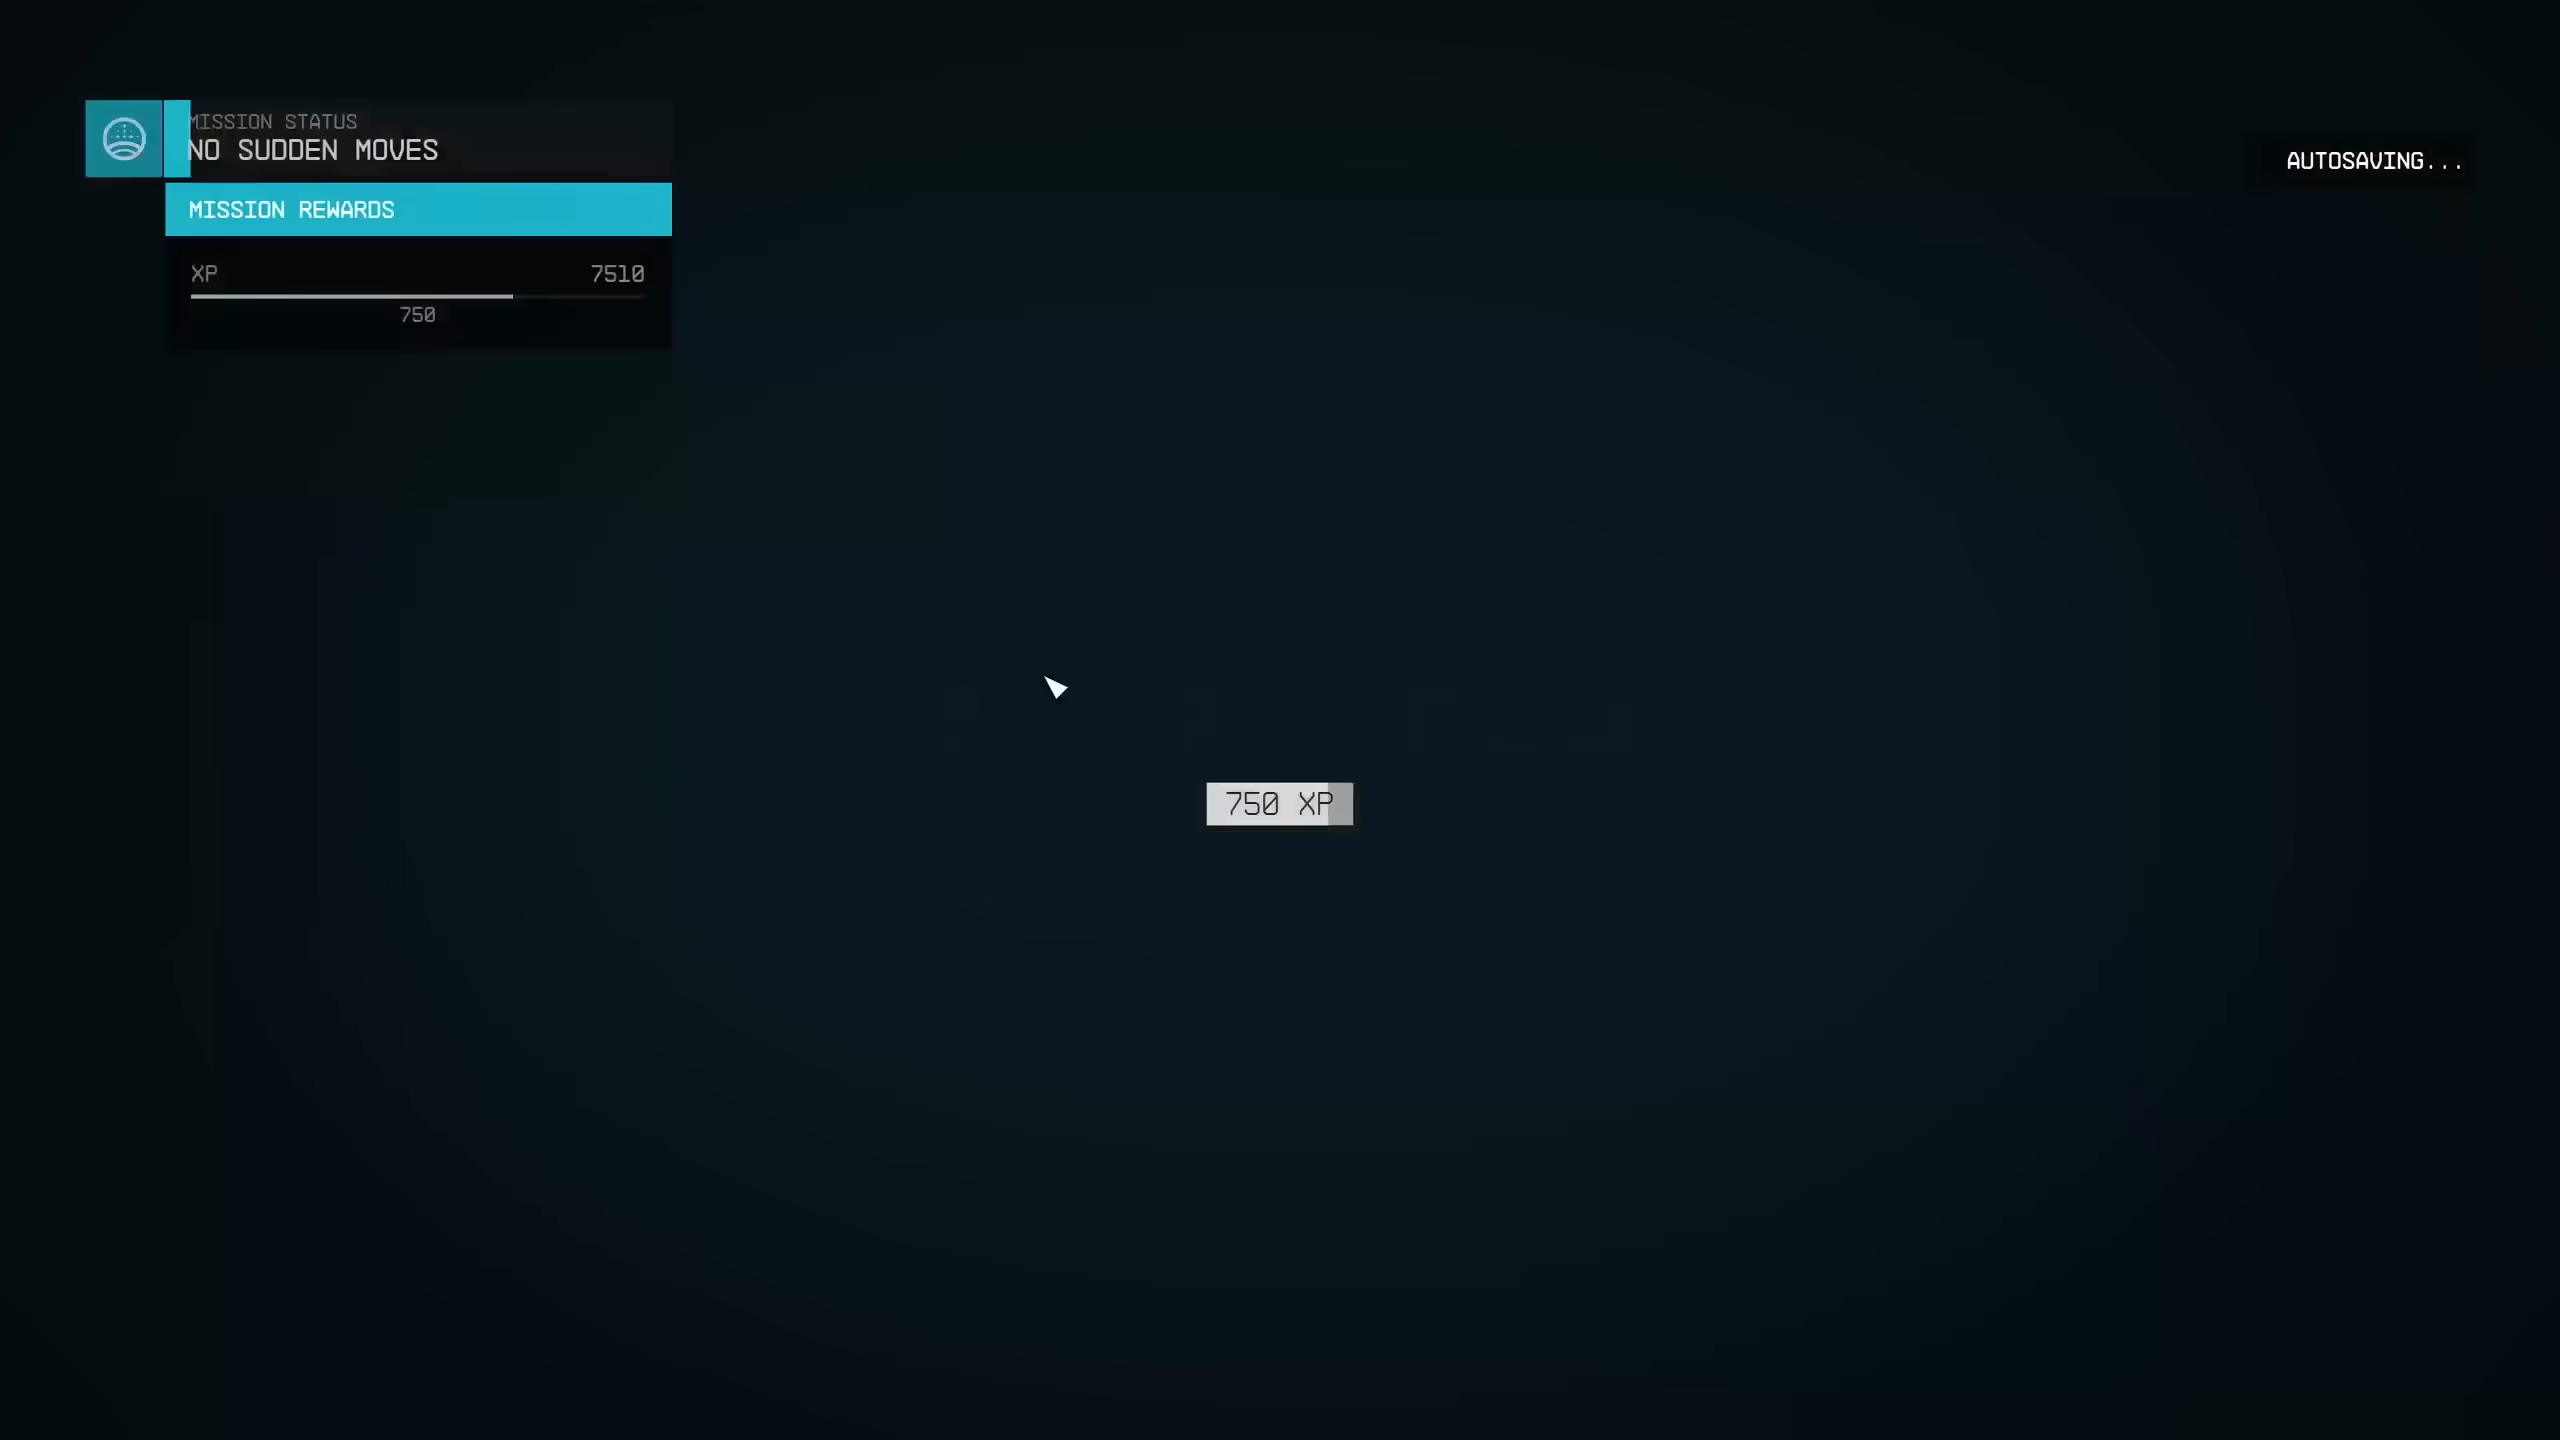 MISSION STATUS
NO SUDDEN MOVES
AUTOSAVING...
MISSION REWARDS
XP 7510
750
750 XP